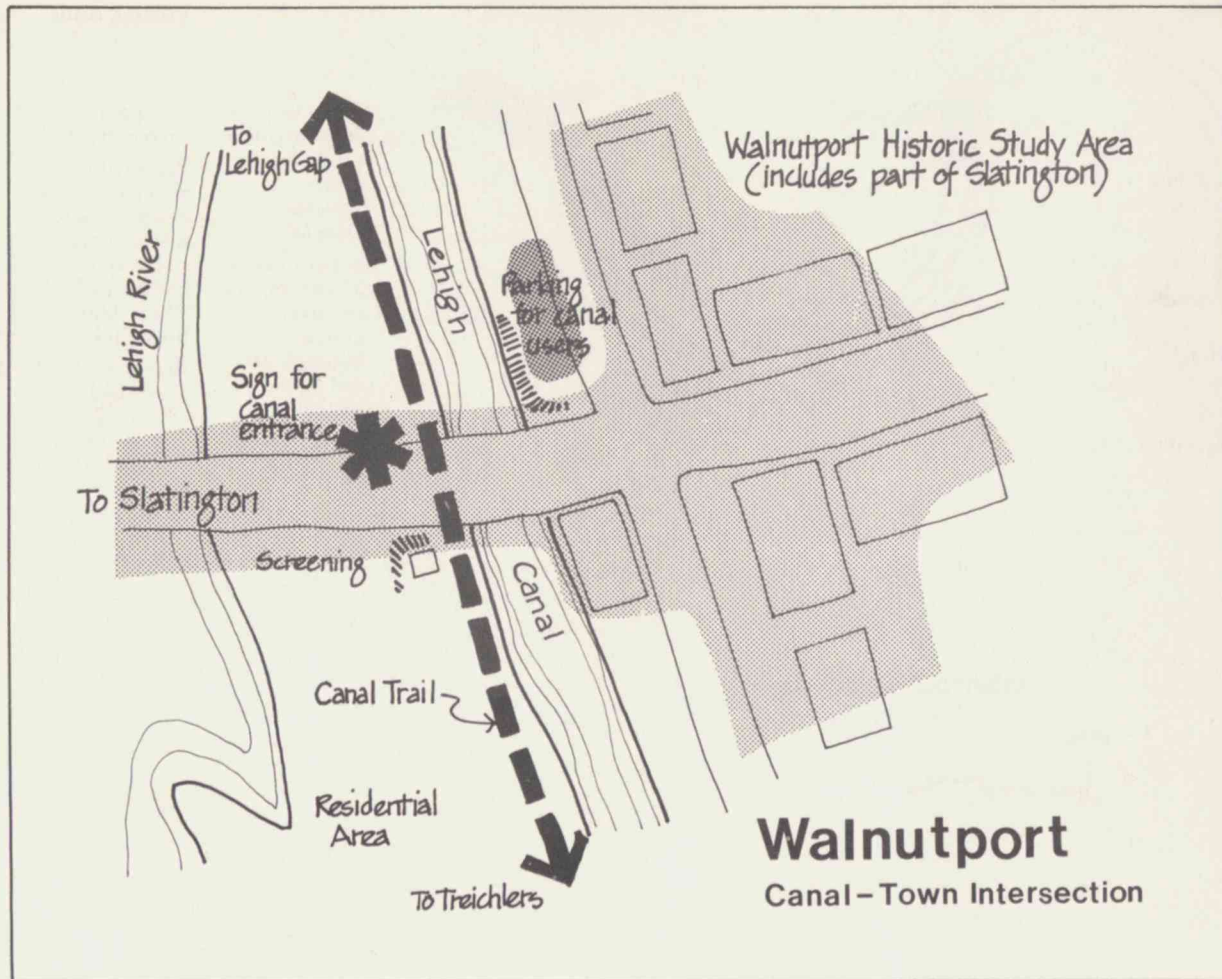 To
Lehigh Gap
Lehigh River
Lehigh
Walnutport Historic Study Area
(includes part of Slatington)
Parking
for canal
users
Sign for
canal
entrance
To Slatington
Screening
Canal
Canal Trail
Residential
Area
To Treichlers
Walnutport
Canal–Town Intersection